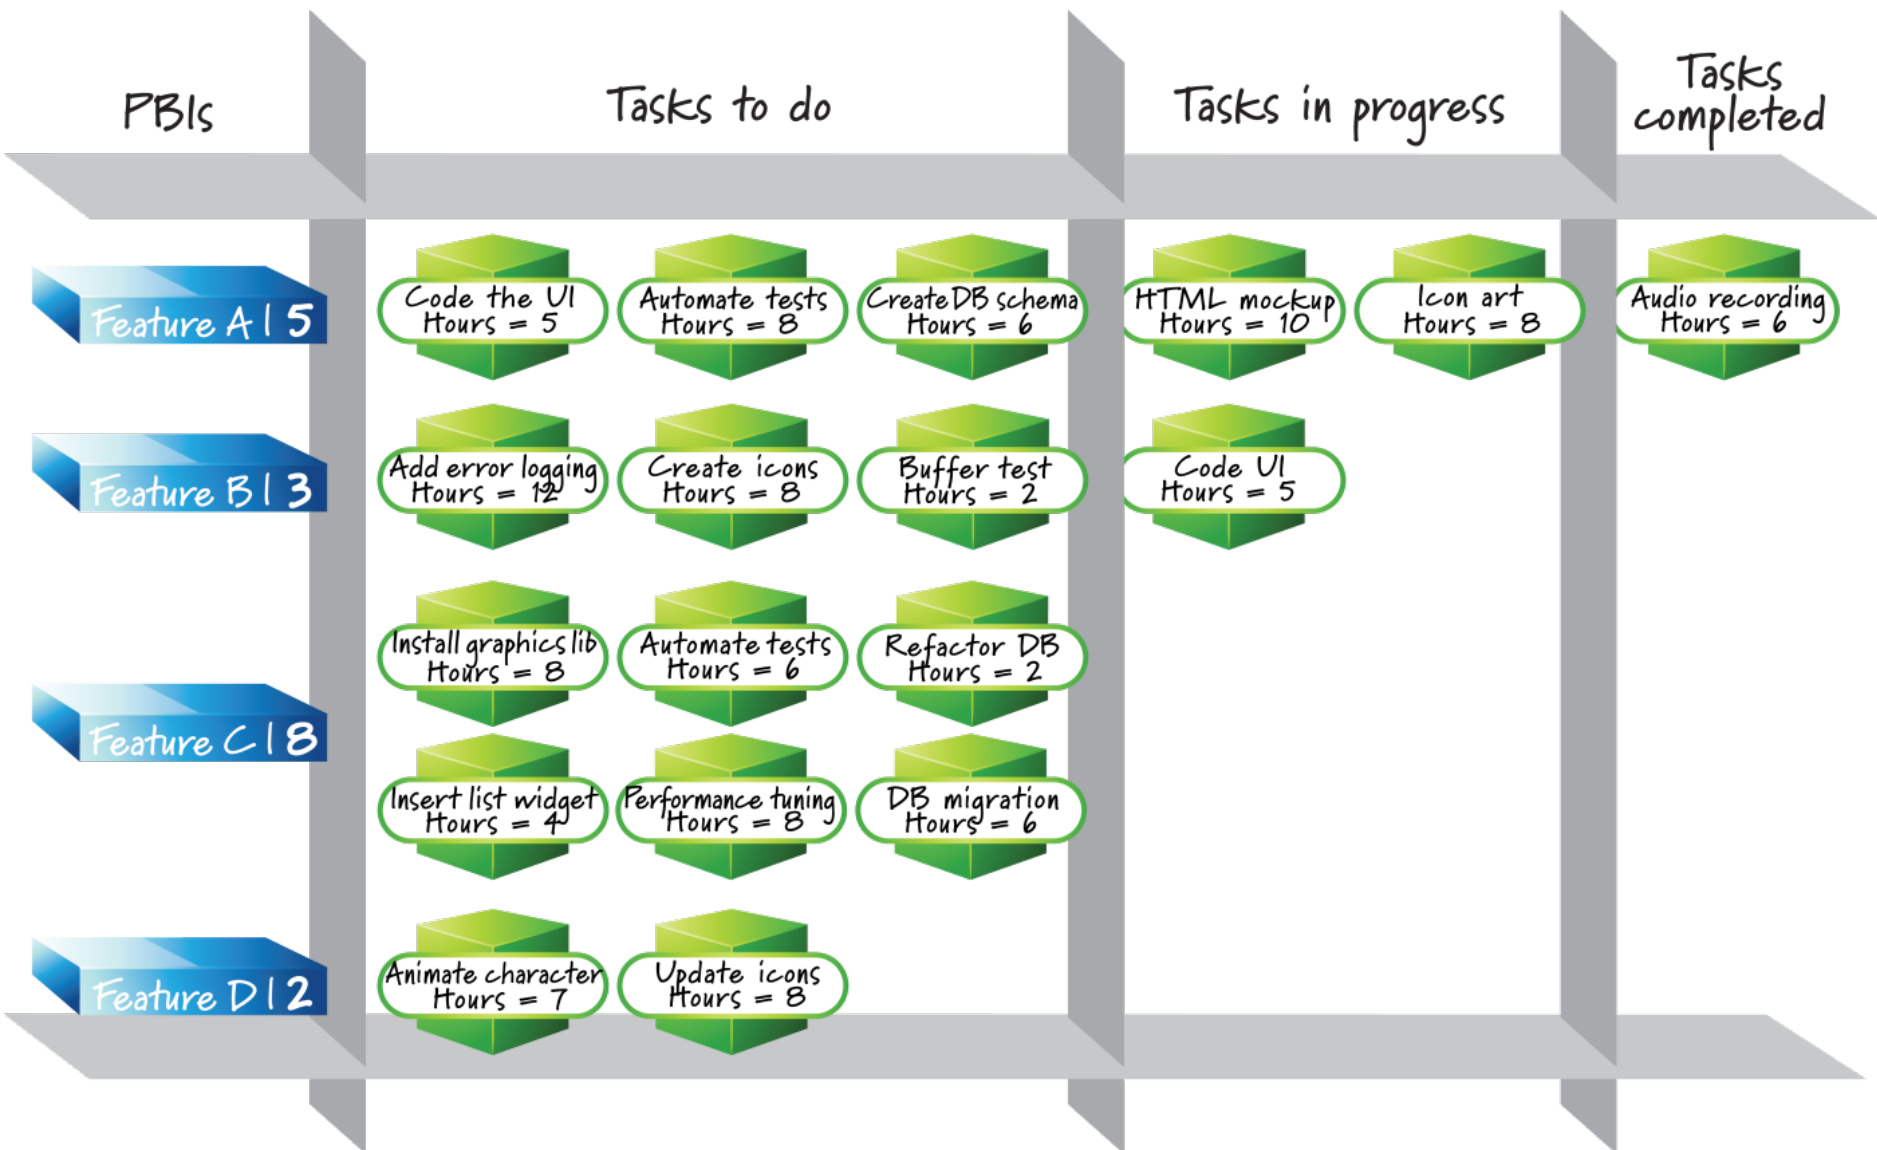 PBIs
Tasks to do
Tasks in progress
Tasks
completed
Feature A | 5
Code the UI
Hours = 5
Automate tests
Hours = 8
Create DB schema
Hours = 6
HTML mockup
Hours = 10
Icon art
Hours = 8
Audio recording
Hours = 6
Feature B | 3
Add error logging
Hours = 12
Create icons
Hours = 8
Buffer test
Hours = 2
Code UI
Hours = 5
Feature C | 8
Install graphics lib
Hours = 8
Automate tests
Hours = 6
Refactor DB
Hours = 2
Insert list widget
Hours = 4
Performance tuning
Hours = 8
DB migration
Hours = 6
Feature D | 2
Animate character
Hours = 7
Update icons
Hours = 8